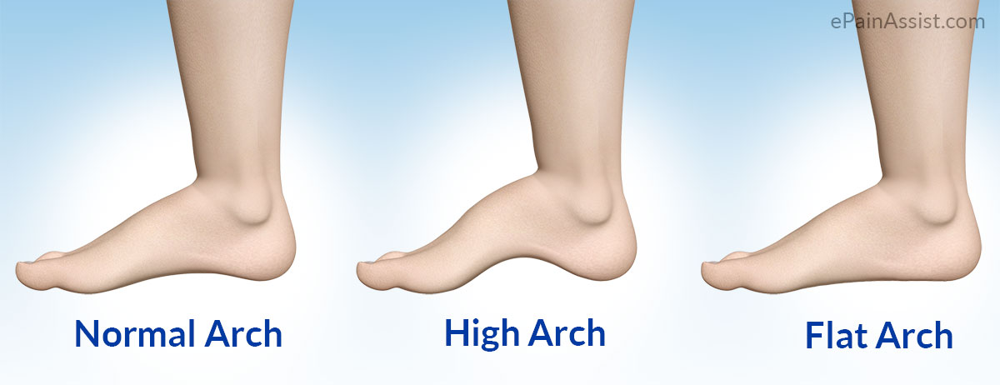 ePainAssist.com
Normal Arch
High Arch
Flat Arch